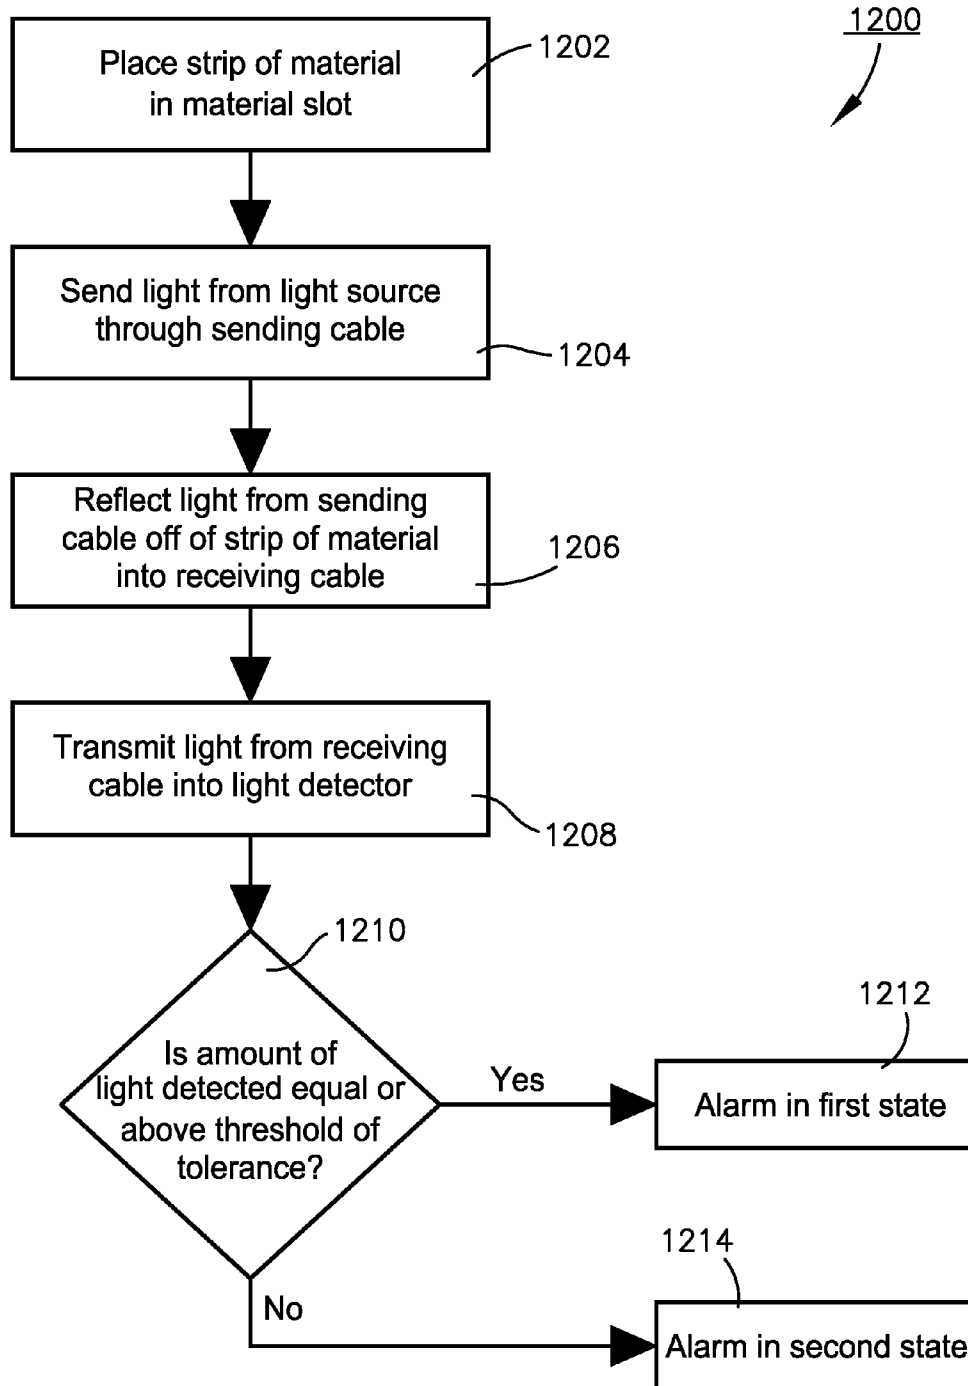 1200
Place strip of material
in material slot
1202
Send light from light source
through sending cable
1204
Reflect light from sending
cable off of strip of material
into receiving cable
1206
Transmit light from receiving
cable into light detector
1208
1210
Is amount of
light detected equal or
above threshold of
tolerance?
Yes
1212
Alarm in first state
No
1214
Alarm in second state